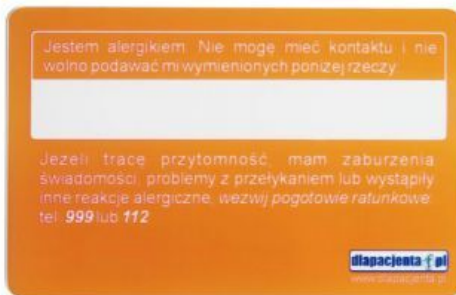 Jestem alergikiem. Nie mogę mieć kontaktu i nie
wolno podawać mi wymienionych poniżej rzeczy
Jeżeli tracę przytomność, mam zaburzenia
świadomości, problemy z przełykaniem lub wystąpiły
inne reakcje alergiczne, wezwij pogotowie ratunkowe
tel. 999 lub 112
dlapacjenta.pl
www.dlapacjenta.pl